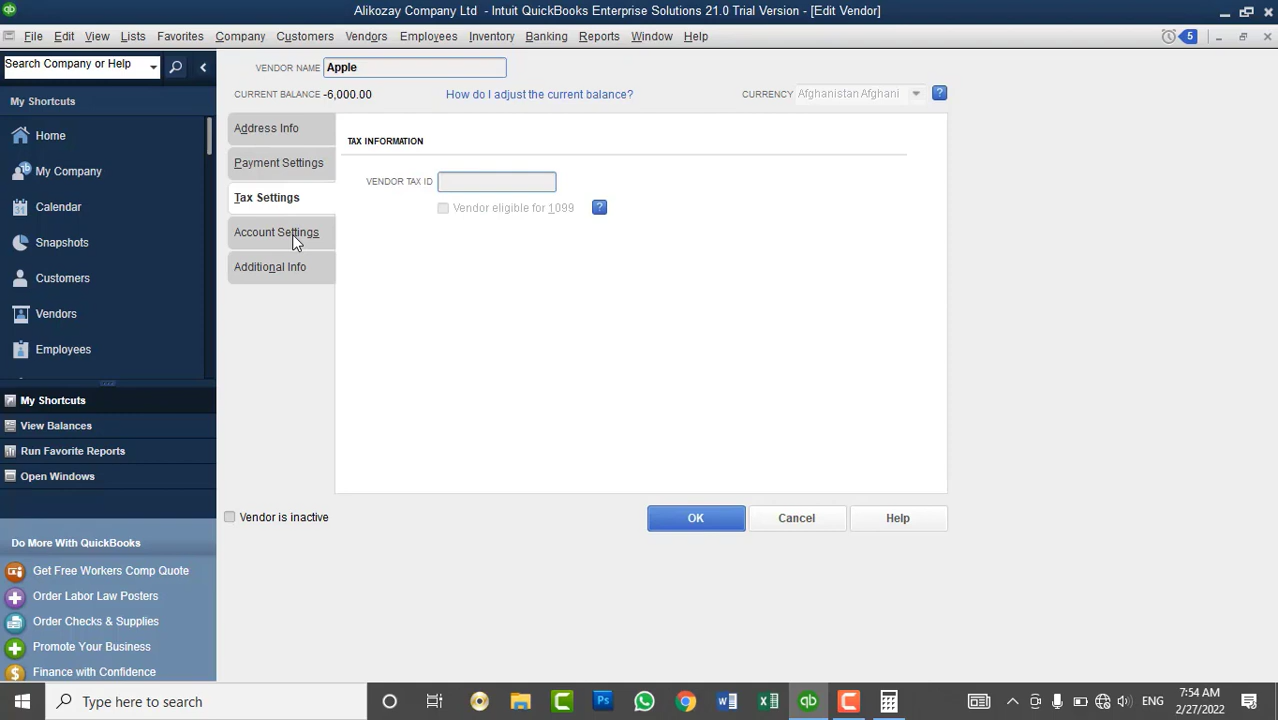 Alikozay Company Ltd - Intuit QuickBooks Enterprise Solutions 21.0 Trial Version - [Edit Vendor]
File Edit View Lists Favorites Company Customers Vendors Employees Inventory Banking Reports Window Help 5
Search Company or Help
My Shortcuts
Home
My Company
Calendar
Snapshots
Customers
Vendors
Employees
My Shortcuts
View Balances
Run Favorite Reports
Open Windows
Do More With QuickBooks
Get Free Workers Comp Quote
Order Labor Law Posters
Order Checks & Supplies
Promote Your Business
Finance with Confidence
VENDOR NAME Apple
CURRENT BALANCE -6,000.00 How do I adjust the current balance? CURRENCY Afghanistan Afghani ?
Address Info
Payment Settings
Tax Settings
Account Settings
Additional Info
TAX INFORMATION
VENDOR TAX ID
Vendor eligible for 1099 ?
Vendor is inactive
OK Cancel Help
Type here to search
ENG
7:54 AM
2/27/2022